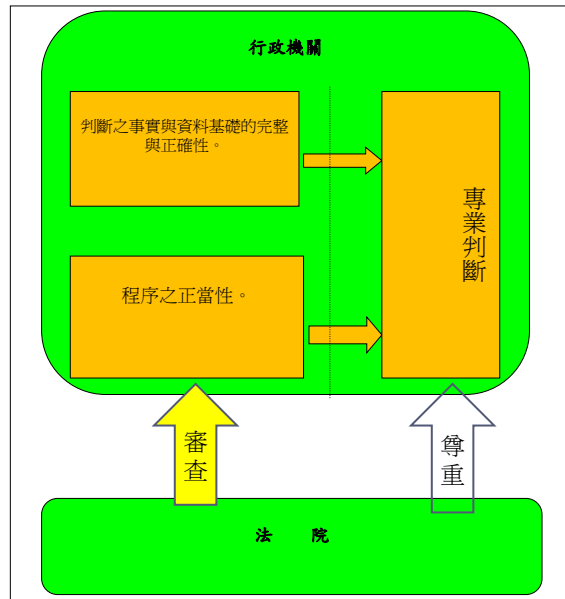 行政機關
判斷之事實與資料基礎的完整
與正確性。
專業判斷
程序之正當性。
審查
尊重
法 院